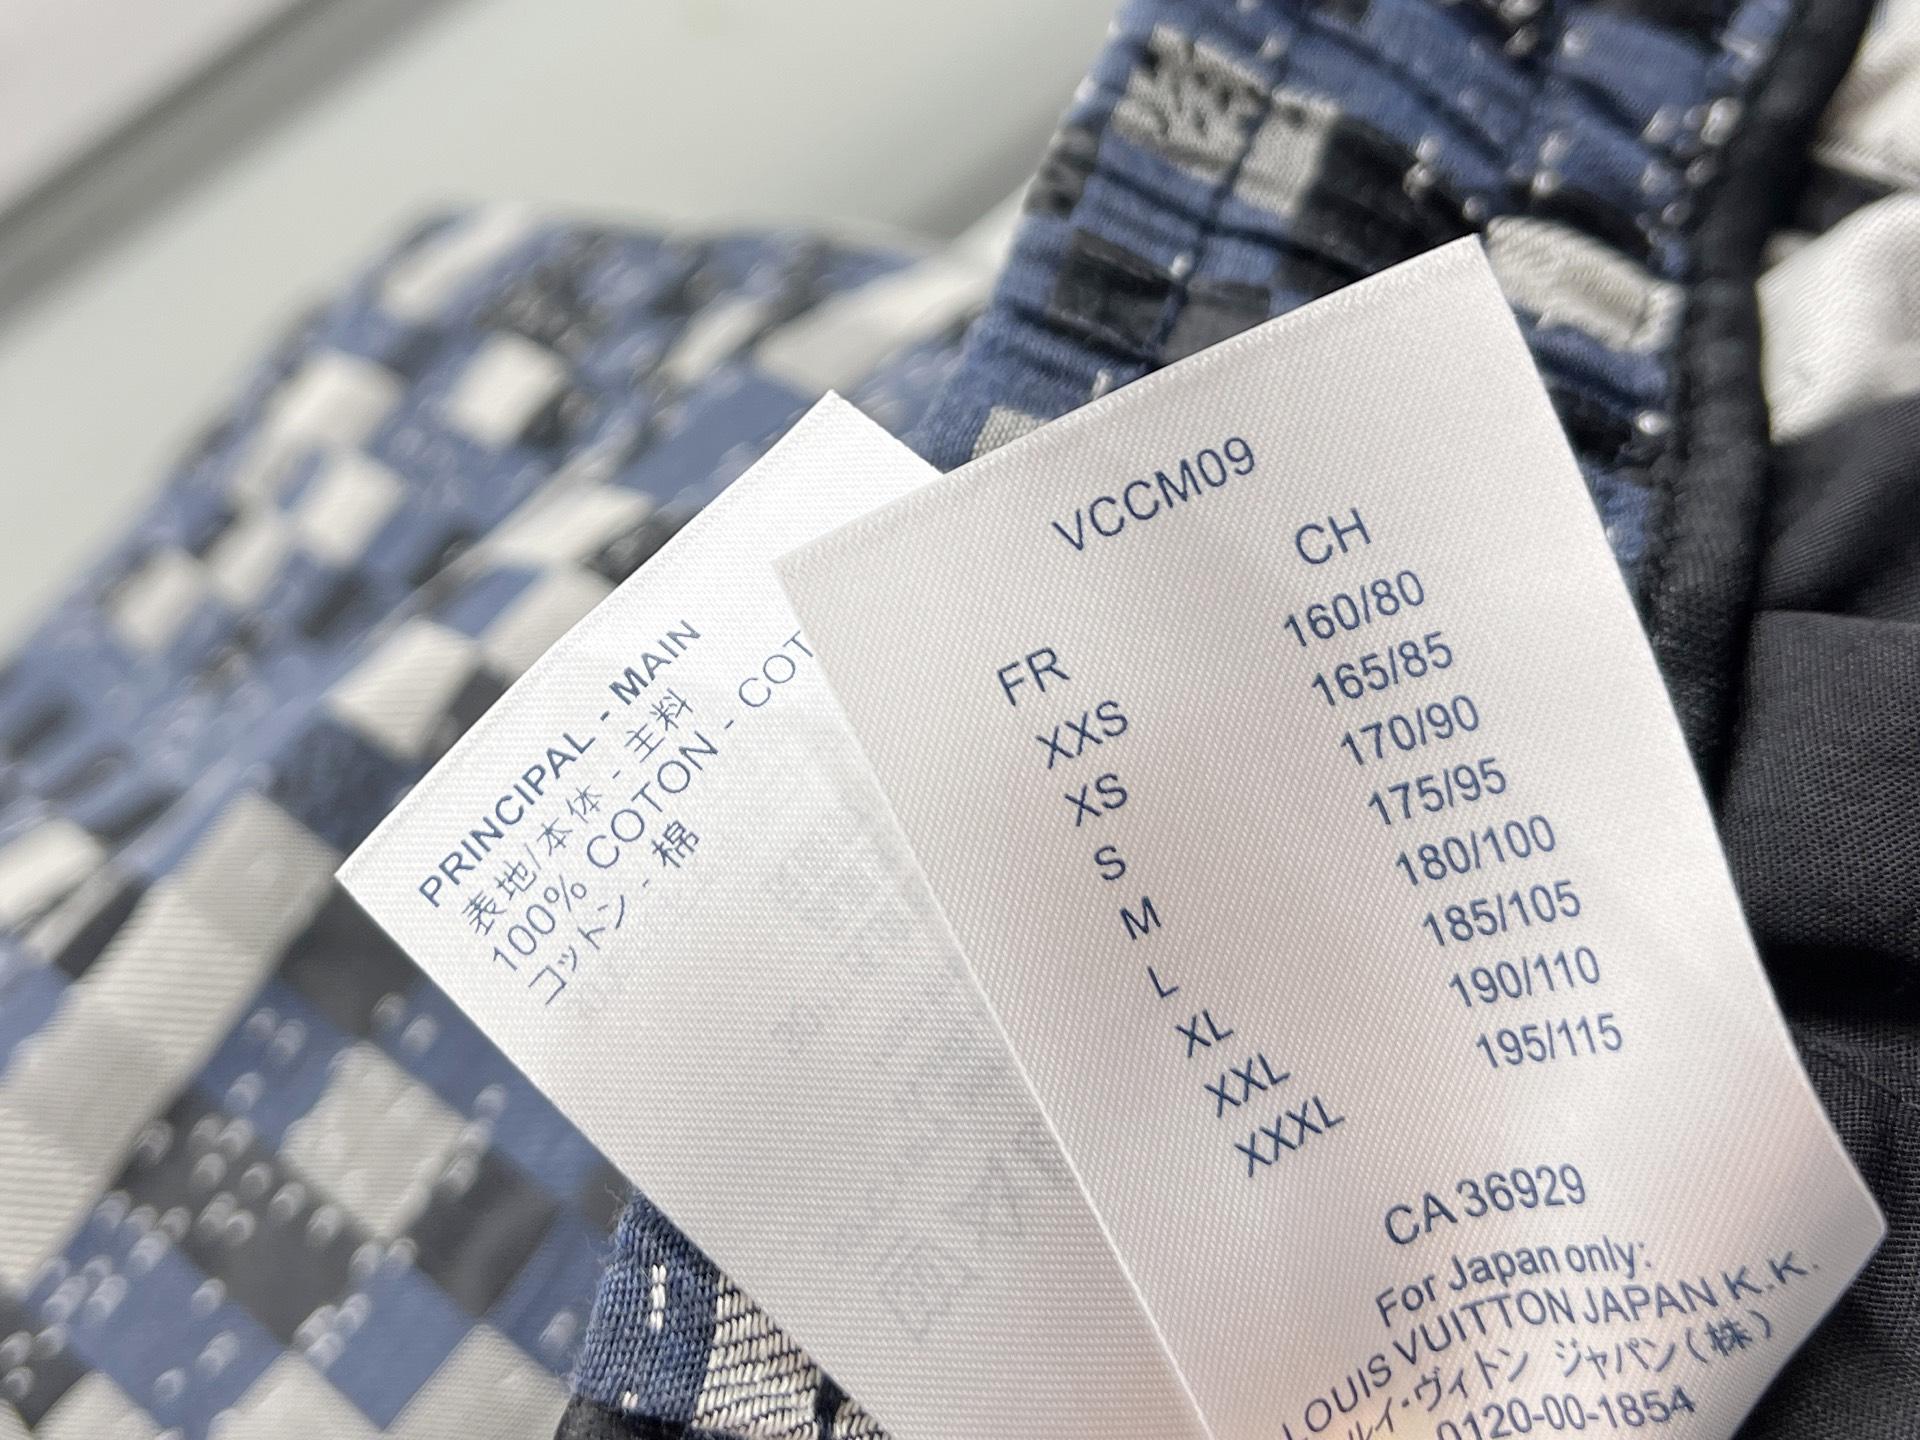 PRINCIPAL - MAIN
表地/本体 - 主料
100% COTON - COT
コットン - 棉
VCCM09
FR CH
XXS 160/80
XS 165/85
S 170/90
M 175/95
L 180/100
XL 185/105
XXL 190/110
XXXL 195/115
CA 36929
For Japan only:
LOUIS VUITTON JAPAN K.K.
ルイ・ヴィトン ジャパン(株)
0120-00-1854